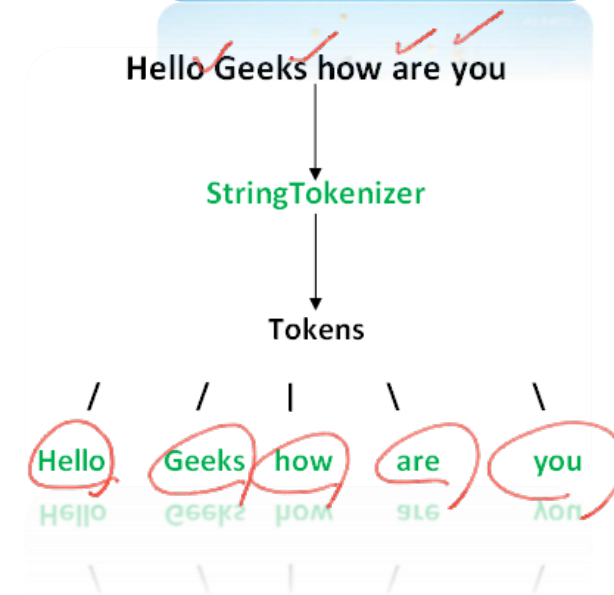 Hello Geeks how are you
StringTokenizer
Tokens
/ / | \ \
Hello Geeks how are you